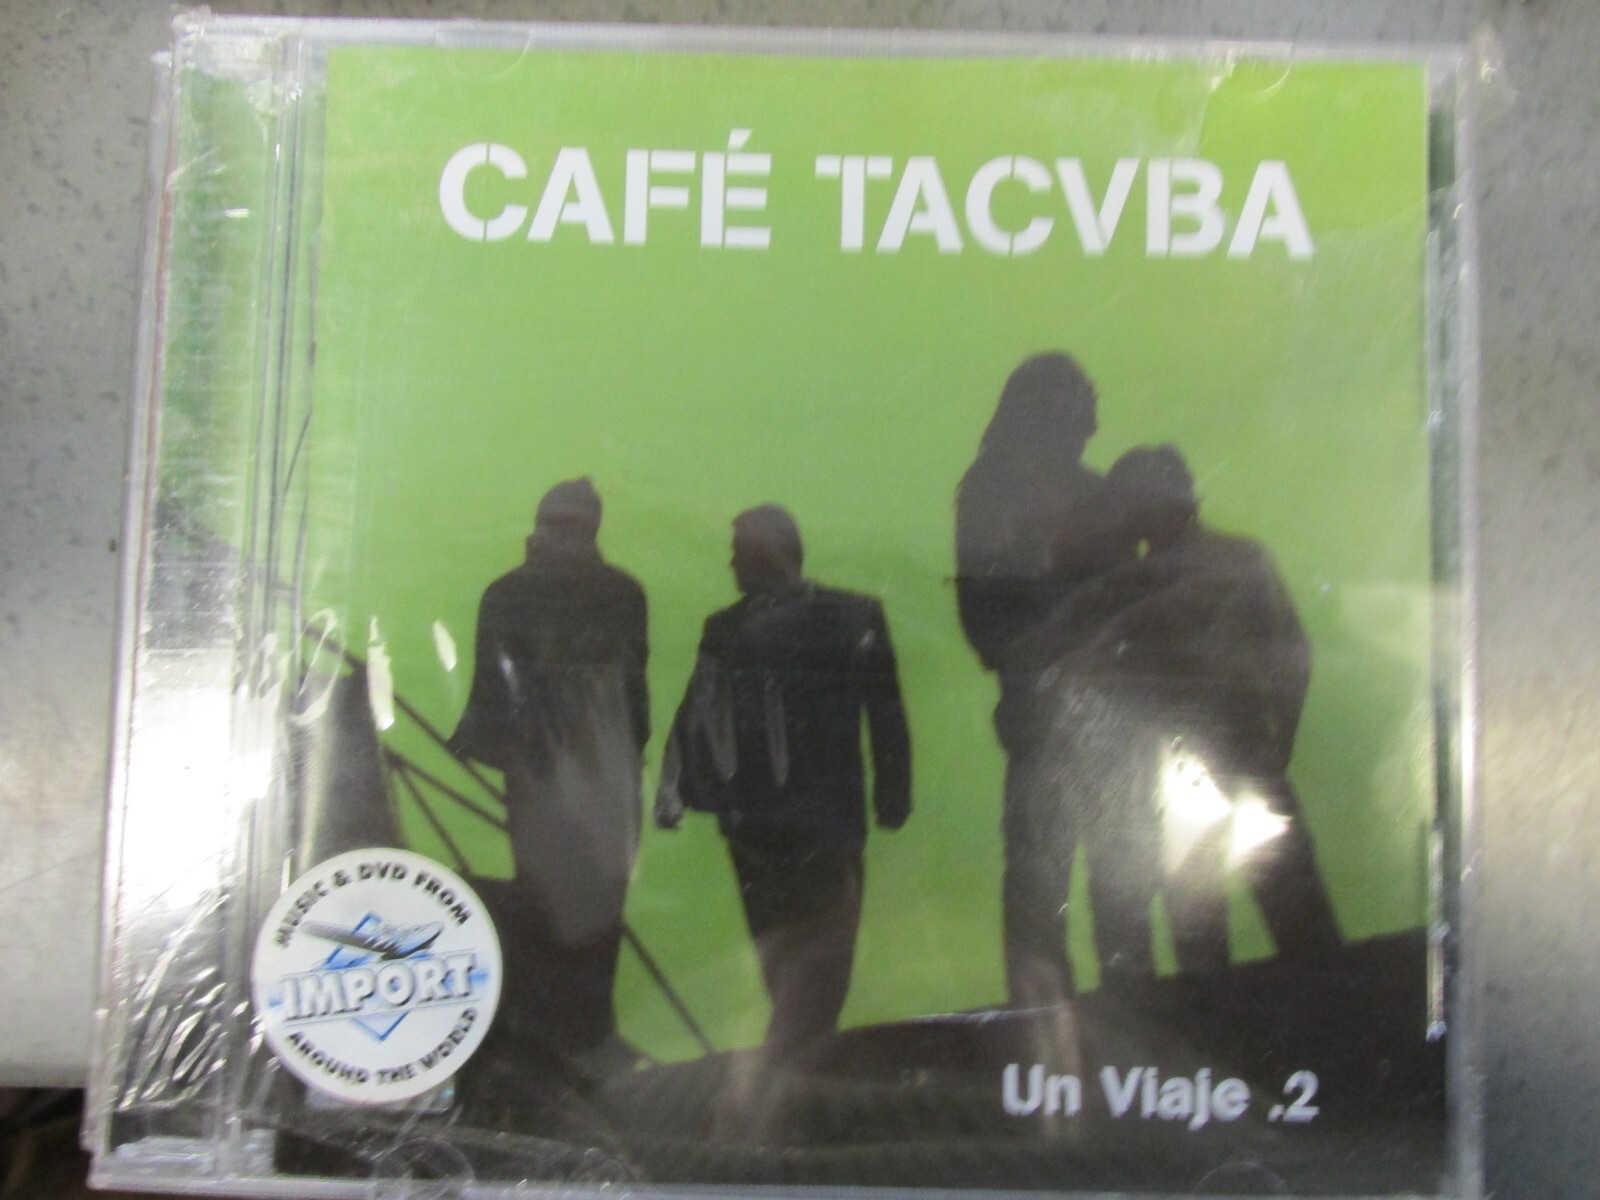 CAFÉ TACVBA
MUSIC & DVD FROM
IMPORT
AROUND THE WORLD
Un Viaje .2